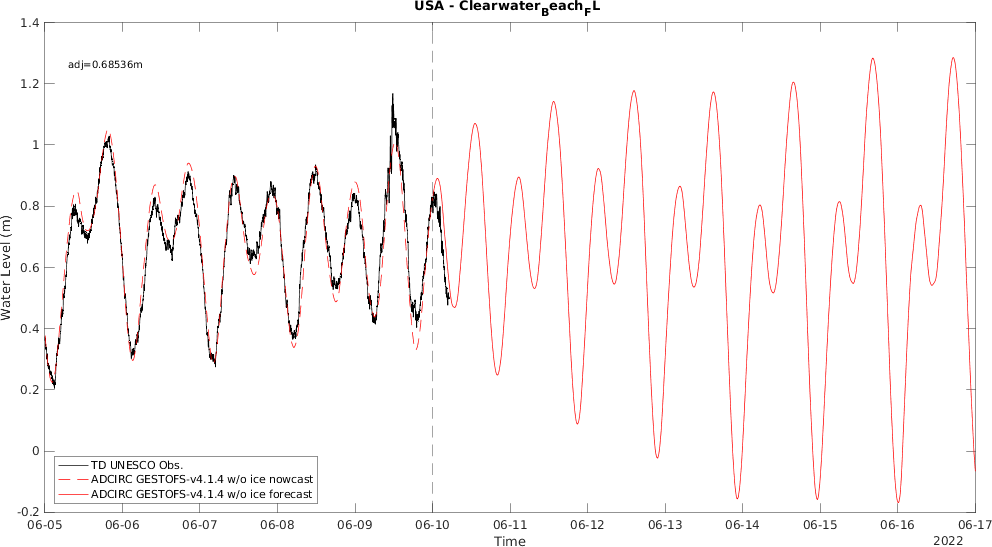 USA - Clearwater_Beach_FL
adj=0.68536m
1.4
1.2
1
0.8
0.6
0.4
0.2
0
-0.2
Water Level (m)
TD UNESCO Obs.
ADCIRC GESTOFS-v4.1.4 w/o ice nowcast
ADCIRC GESTOFS-v4.1.4 w/o ice forecast
06-05 06-06 06-07 06-08 06-09 06-10 06-11 06-12 06-13 06-14 06-15 06-16 06-17
Time
2022